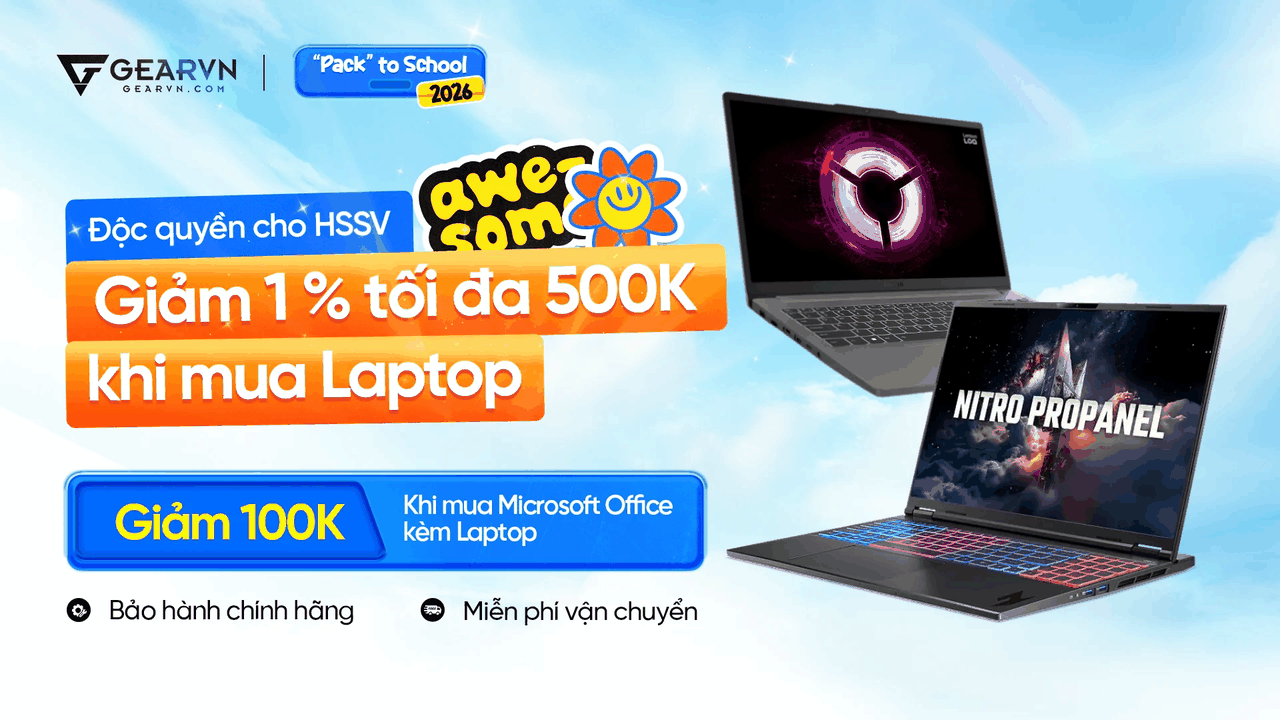 GEARVN
GEARVN.COM
“Pack” to School
2026
awe-
som
Độc quyền cho HSSV
Giảm 1 % tối đa 500K
khi mua Laptop
Giảm 100K
Khi mua Microsoft Office
kèm Laptop
Bảo hành chính hãng
Miễn phí vận chuyển
Lenovo
LOQ
NITRO PROPANEL